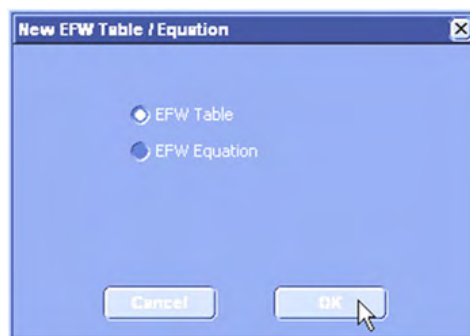 New EFW Table / Equation
EFW Table
EFW Equation
Cancel
OK